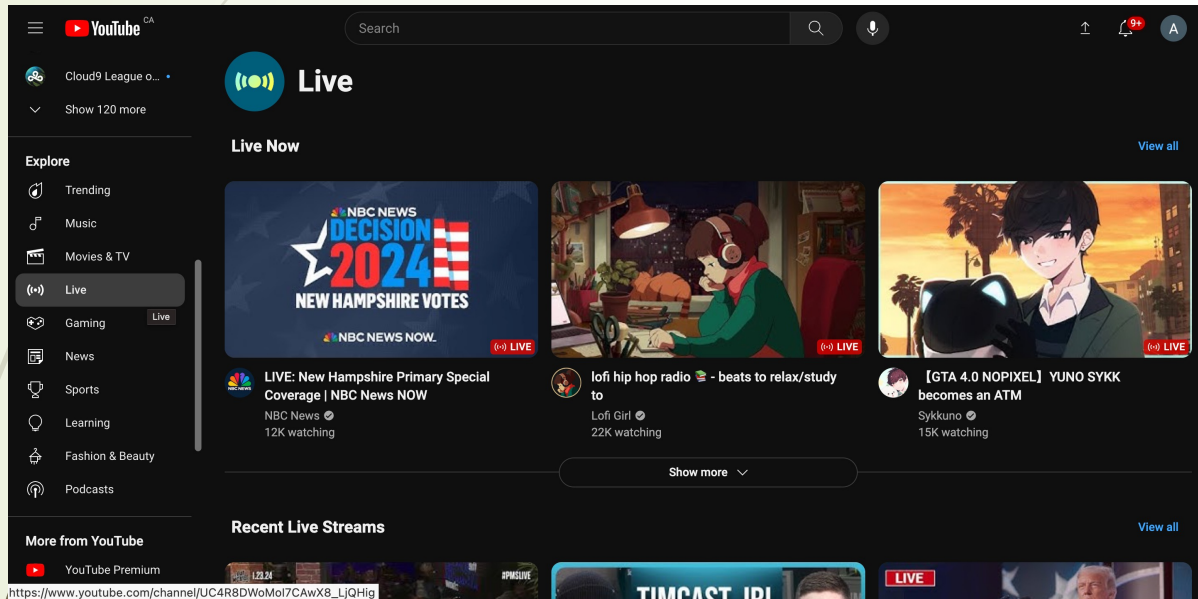 YouTube CA
Search
9+
A
Cloud9 League o... •
Show 120 more
Explore
Trending
Music
Movies & TV
Live
Live
Gaming
News
Sports
Learning
Fashion & Beauty
Podcasts
More from YouTube
YouTube Premium
https://www.youtube.com/channel/UC4R8DWoMoI7CAwX8_LjQHig
Live
Live Now
View all
NBC NEWS
DECISION
2024
NEW HAMPSHIRE VOTES
NBC NEWS NOW.
LIVE
NBC NEWS
LIVE: New Hampshire Primary Special
Coverage | NBC News NOW
NBC News
12K watching
LIVE
lofi hip hop radio 📚 - beats to relax/study
to
Lofi Girl
22K watching
LIVE
【GTA 4.0 NOPIXEL】YUNO SYKK
becomes an ATM
Sykkuno
15K watching
Show more
Recent Live Streams
View all
1.23.24
#PMSLIVE
TIMCAST IRL
LIVE